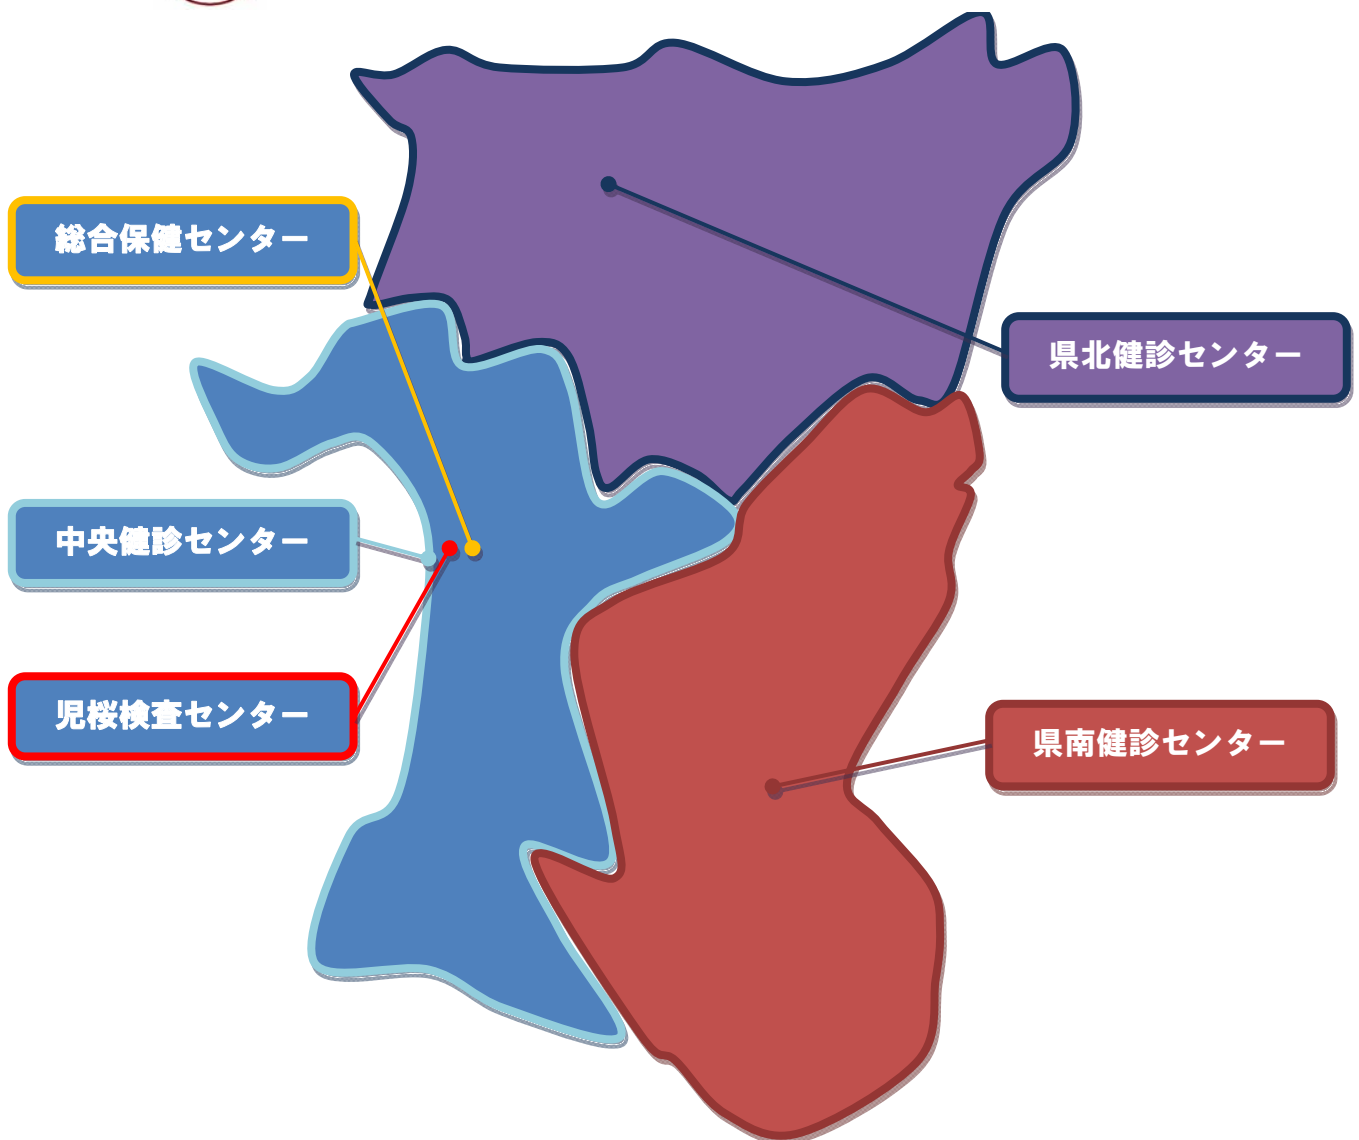 総合保健センター
県北健診センター
中央健診センター
児桜検査センター
県南健診センター